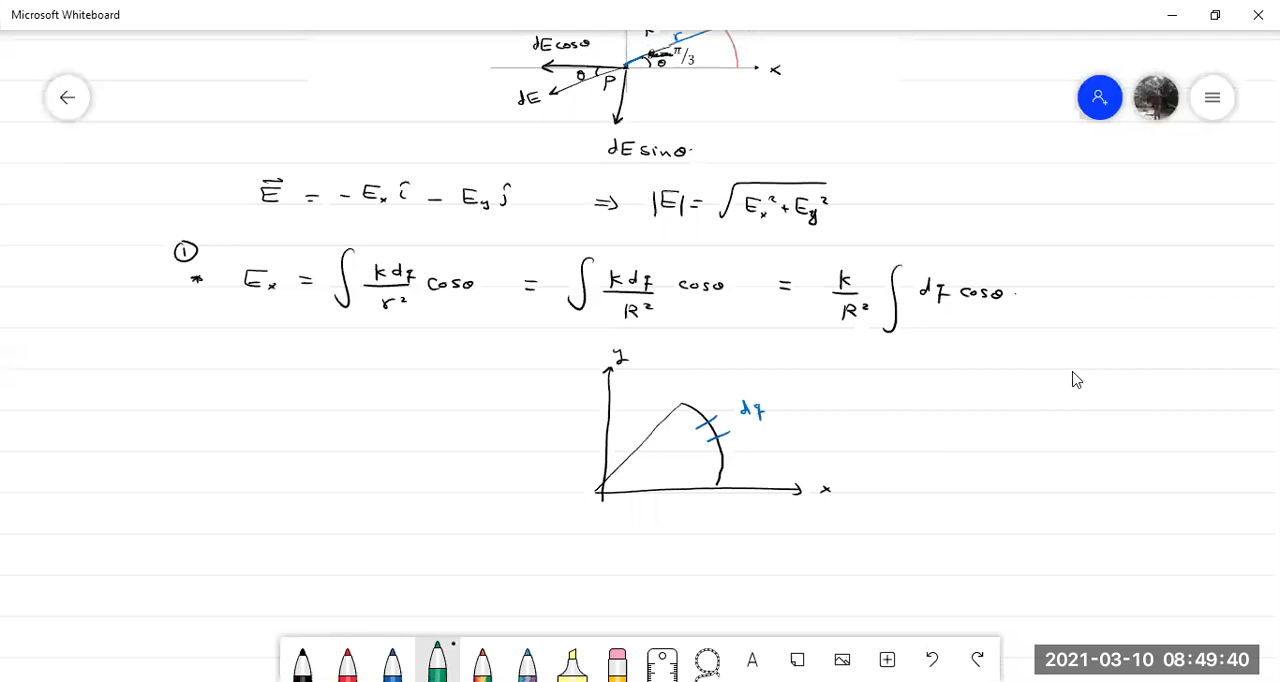 Microsoft Whiteboard
r
dE cosθ
π/3
θ
θ
x
P
dE
dE sinθ
E⃗ = - Eₓ î - E_y ĵ ⇒ |E| = √(Eₓ² + E_y²)
①
* Eₓ = ∫ k dq / r² cosθ = ∫ k dq / R² cosθ = k / R² ∫ dq cosθ.
y
dq
x
A
2021-03-10 08:49:40